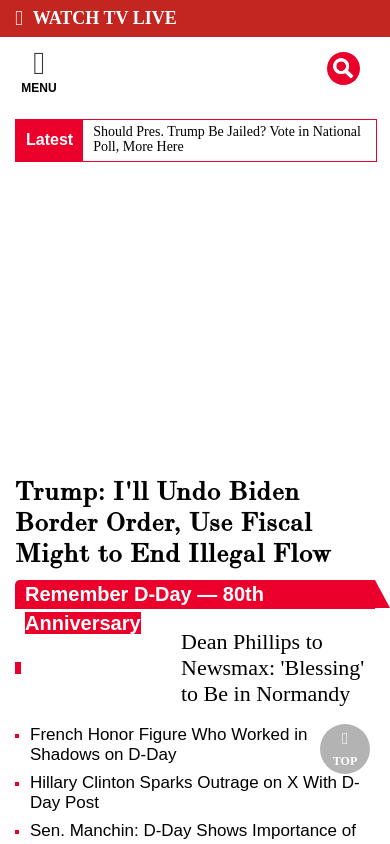 WATCH TV LIVE
MENU
Latest
Should Pres. Trump Be Jailed? Vote in National
Poll, More Here
Trump: I'll Undo Biden
Border Order, Use Fiscal
Might to End Illegal Flow
Remember D-Day — 80th
Anniversary
Dean Phillips to
Newsmax: 'Blessing'
to Be in Normandy
French Honor Figure Who Worked in
Shadows on D-Day
TOP
Hillary Clinton Sparks Outrage on X With D-
Day Post
Sen. Manchin: D-Day Shows Importance of